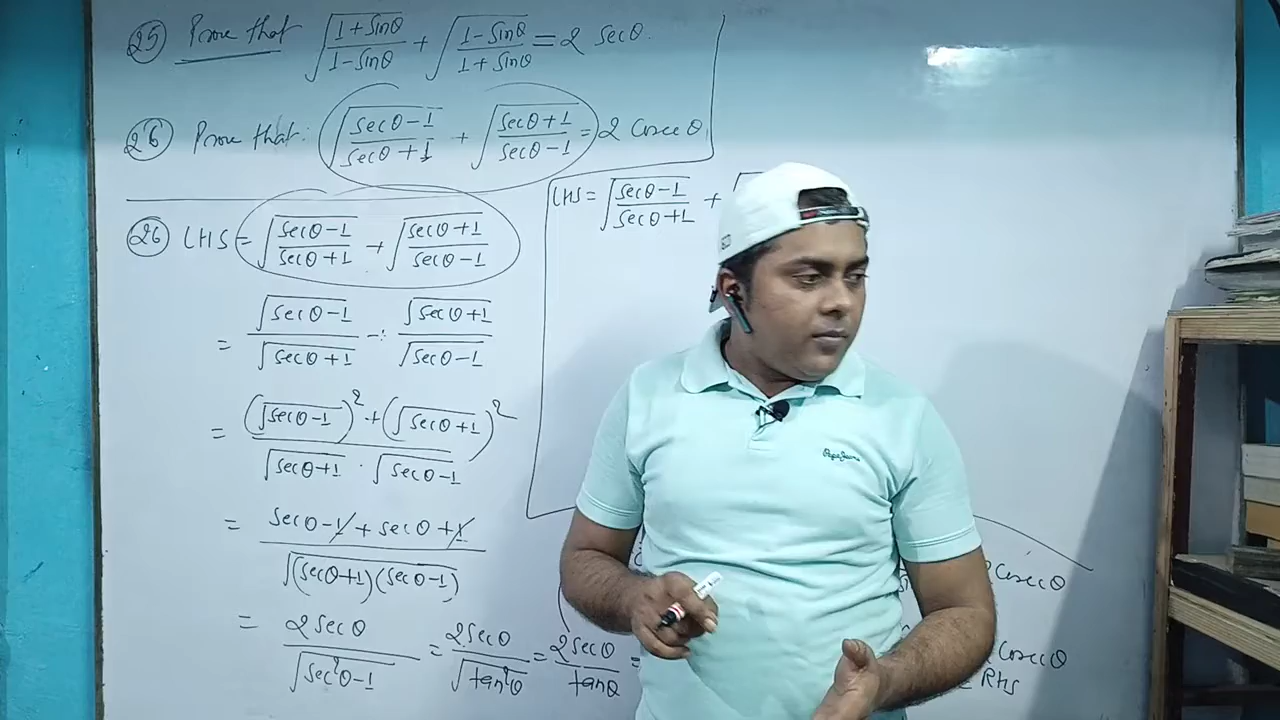 25) Prove that √((1+sinθ)/(1-sinθ)) + √((1-sinθ)/(1+sinθ)) = 2 secθ.
26) Prove that: √((secθ-1)/(secθ+1)) + √((secθ+1)/(secθ-1)) = 2 cosecθ
26) LHS = √((secθ-1)/(secθ+1)) + √((secθ+1)/(secθ-1))
= √(secθ-1)/√(secθ+1) + √(secθ+1)/√(secθ-1)
= ((√(secθ-1))² + (√(secθ+1))²)/(√(secθ+1) · √(secθ-1))
= (secθ-1 + secθ+1)/√((secθ+1)(secθ-1))
= 2secθ/√(sec²θ-1) = 2secθ/√(tan²θ) = 2secθ/tanθ =
LHS = √((secθ-1)/(secθ+1)) +
PepeJeans
cosecθ
cosecθ
= RHS